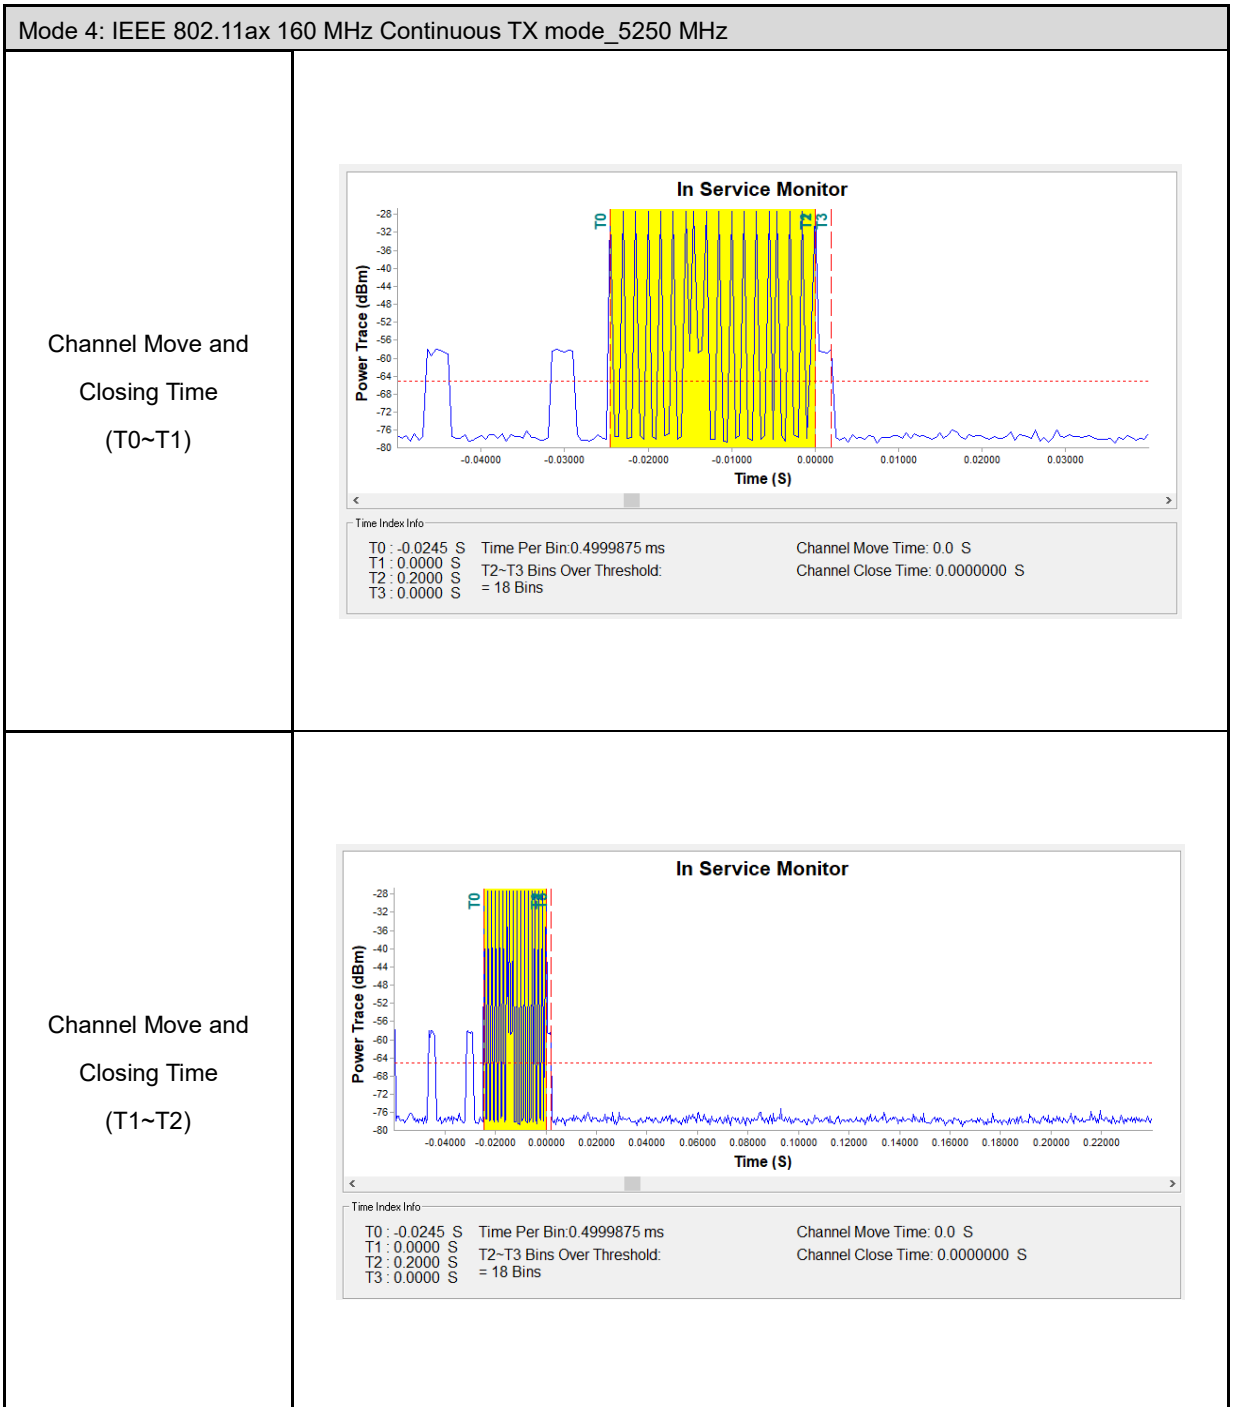 Mode 4: IEEE 802.11ax 160 MHz Continuous TX mode_5250 MHz
Channel Move and
Closing Time
(T0~T1)
In Service Monitor
T0
T3
Power Trace (dBm)
-28
-32
-36
-40
-44
-48
-52
-56
-60
-64
-68
-72
-76
-80
-0.04000 -0.03000 -0.02000 -0.01000 0.00000 0.01000 0.02000 0.03000
Time (S)
Time Index Info
T0 : -0.0245 S Time Per Bin:0.4999875 ms Channel Move Time: 0.0 S
T1 : 0.0000 S
T2 : 0.2000 S T2~T3 Bins Over Threshold: Channel Close Time: 0.0000000 S
T3 : 0.0000 S = 18 Bins
Channel Move and
Closing Time
(T1~T2)
In Service Monitor
T0
Power Trace (dBm)
-28
-32
-36
-40
-44
-48
-52
-56
-60
-64
-68
-72
-76
-80
-0.04000 -0.02000 0.00000 0.02000 0.04000 0.06000 0.08000 0.10000 0.12000 0.14000 0.16000 0.18000 0.20000 0.22000
Time (S)
Time Index Info
T0 : -0.0245 S Time Per Bin:0.4999875 ms Channel Move Time: 0.0 S
T1 : 0.0000 S
T2 : 0.2000 S T2~T3 Bins Over Threshold: Channel Close Time: 0.0000000 S
T3 : 0.0000 S = 18 Bins